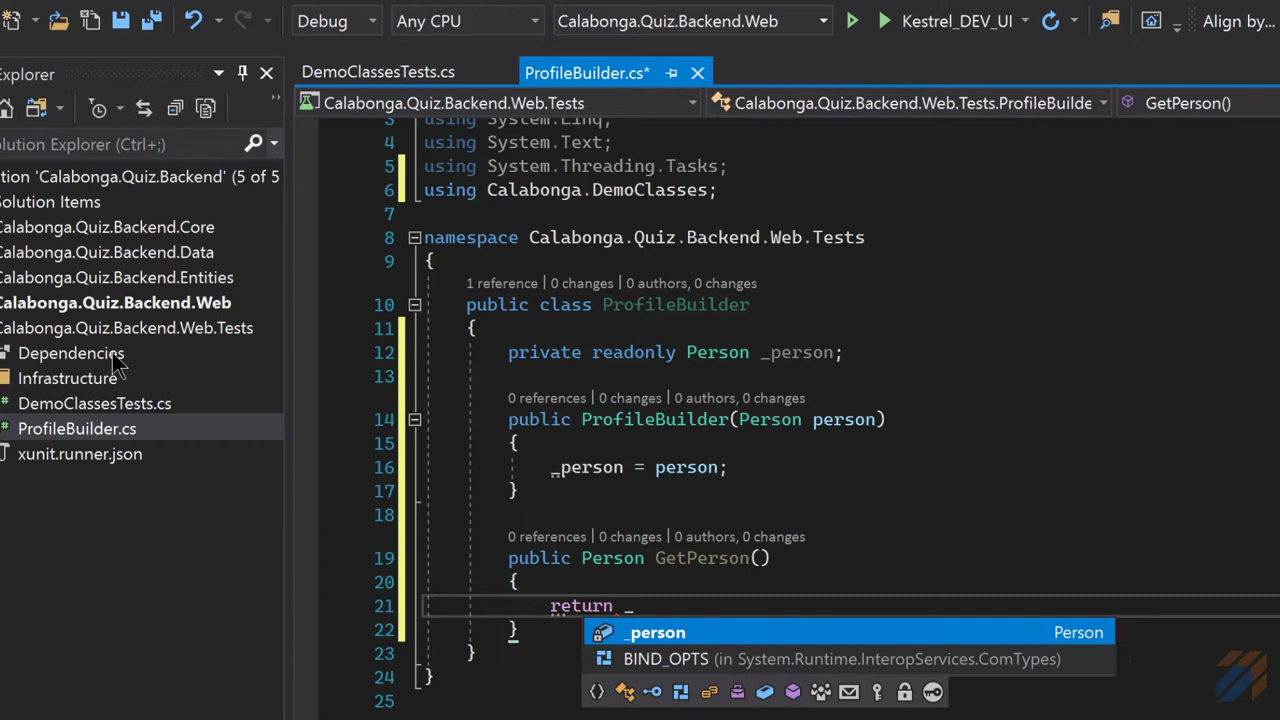 Debug Any CPU Calabonga.Quiz.Backend.Web Kestrel_DEV_UI Align by...
Explorer DemoClassesTests.cs ProfileBuilder.cs*
Calabonga.Quiz.Backend.Web.Tests Calabonga.Quiz.Backend.Web.Tests.ProfileBuilde GetPerson()
olution Explorer (Ctrl+;)
tion 'Calabonga.Quiz.Backend' (5 of 5
Solution Items
Calabonga.Quiz.Backend.Core
Calabonga.Quiz.Backend.Data
Calabonga.Quiz.Backend.Entities
Calabonga.Quiz.Backend.Web
Calabonga.Quiz.Backend.Web.Tests
Dependencies
Infrastructure
DemoClassesTests.cs
ProfileBuilder.cs
xunit.runner.json
3 using System.Linq;
4 using System.Text;
5 using System.Threading.Tasks;
6 using Calabonga.DemoClasses;
7
8 namespace Calabonga.Quiz.Backend.Web.Tests
9 {
1 reference | 0 changes | 0 authors, 0 changes
10 public class ProfileBuilder
11 {
12 private readonly Person _person;
13
0 references | 0 changes | 0 authors, 0 changes
14 public ProfileBuilder(Person person)
15 {
16 _person = person;
17 }
18
0 references | 0 changes | 0 authors, 0 changes
19 public Person GetPerson()
20 {
21 return _
22 }
23 }
24 }
25
_person Person
BIND_OPTS (in System.Runtime.InteropServices.ComTypes)